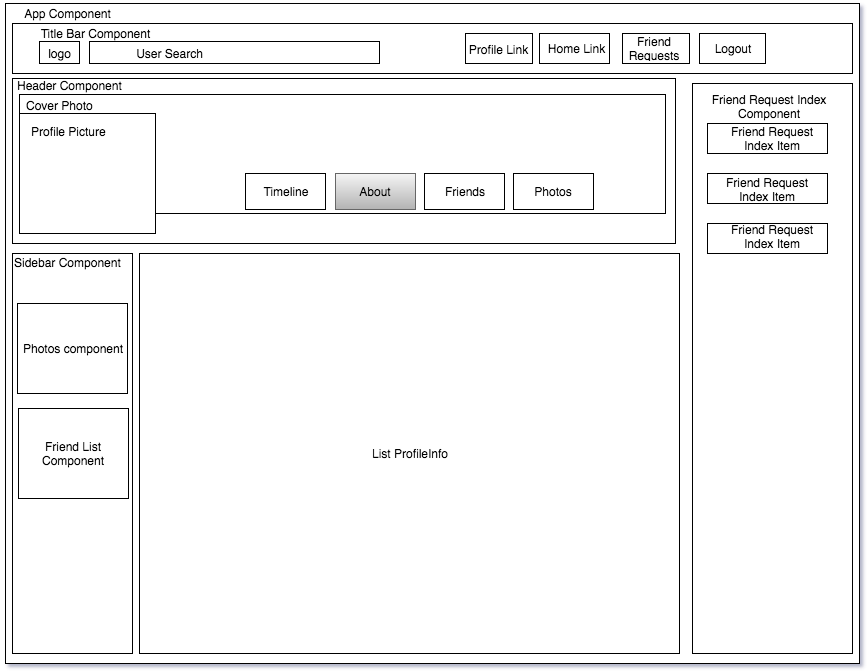 App Component
Title Bar Component
logo
User Search
Profile Link
Home Link
Friend
Requests
Logout
Header Component
Cover Photo
Profile Picture
Timeline
About
Friends
Photos
Friend Request Index
Component
Friend Request
Index Item
Friend Request
Index Item
Friend Request
Index Item
Sidebar Component
Photos component
Friend List
Component
List ProfileInfo